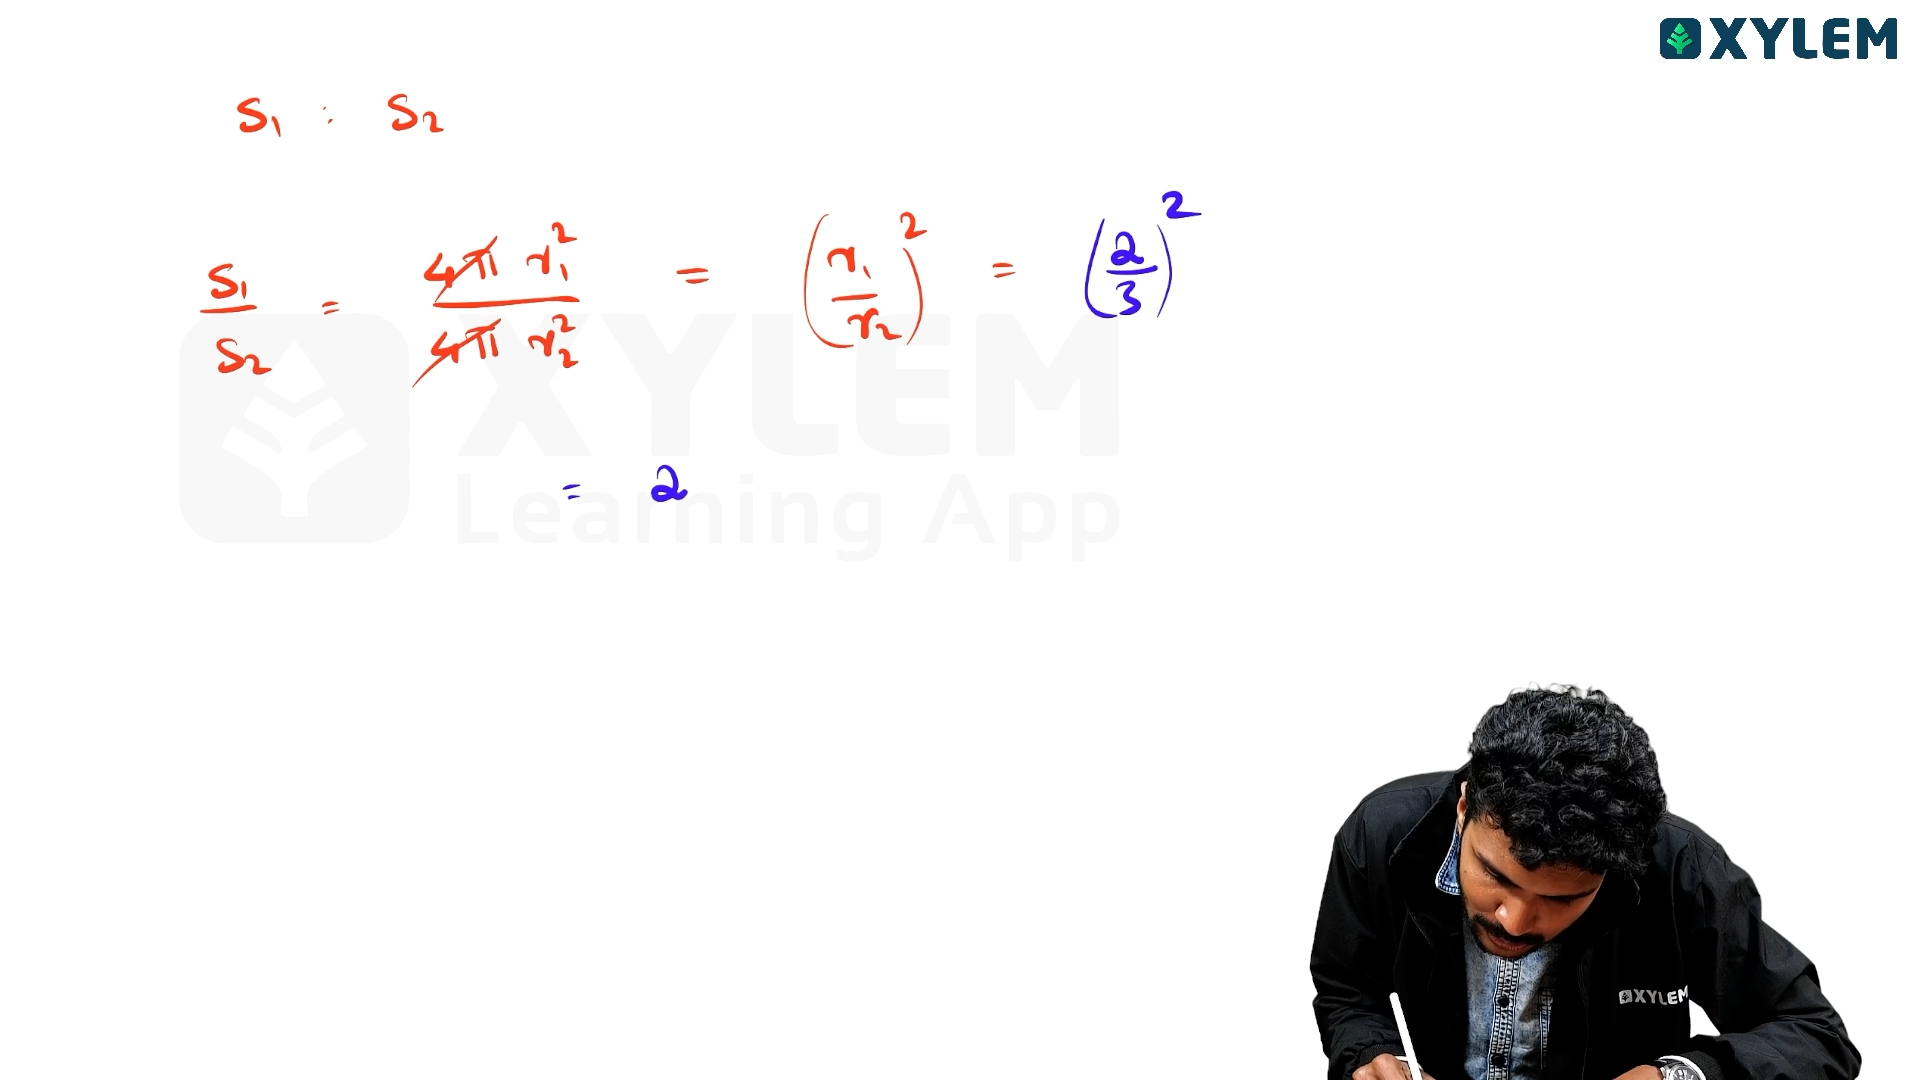 XYLEM
S₁ : S₂
S₁/S₂ = 4π r₁²/4π r₂² = (r₁/r₂)² = (2/3)²
= 2
XYLEM
Learning App
XYLEM